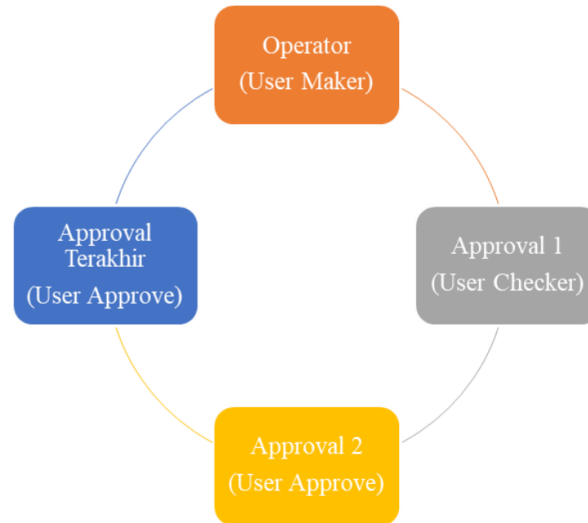 Operator
(User Maker)
Approval 1
(User Checker)
Approval 2
(User Approve)
Approval
Terakhir
(User Approve)